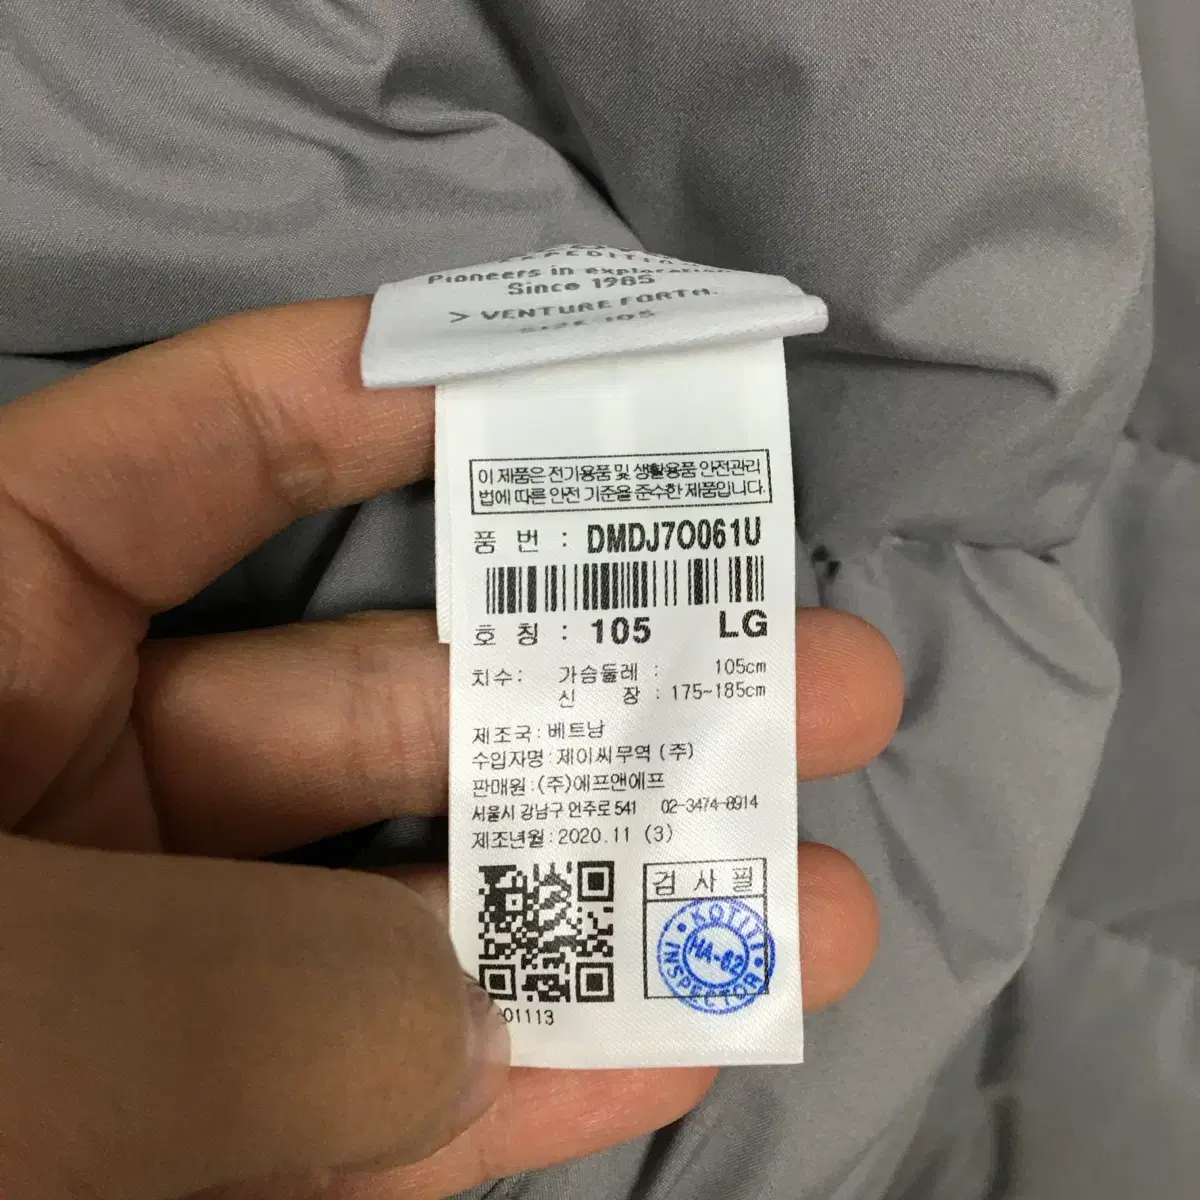 Pioneers in exploration
Since 1985
> VENTURE FORTH.
SIZE 105
이 제품은 전기용품 및 생활용품 안전관리
법에 따른 안전 기준을 준수한 제품입니다.
품 번 : DMDJ7O061U
호 칭 : 105 LG
치수: 가슴둘레 : 105cm
신 장 : 175~185cm
제조국:베트남
수입자명:제이씨무역 (주)
판매원:(주)에프앤에프
서울시 강남구 언주로 541 02-3474-8914
제조년월:2020.11 (3)
검 사 필
KOTITI
HA-62
INSPECTOR
01113